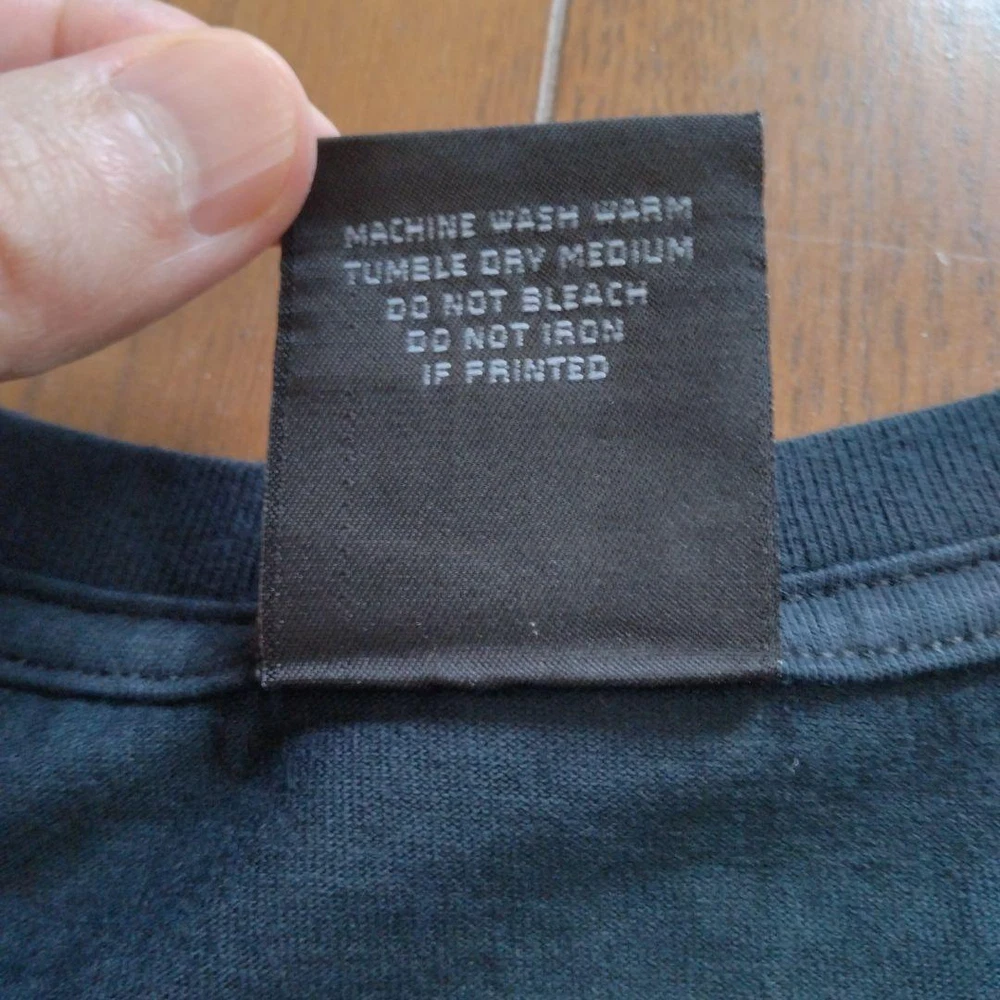 MACHINE WASH WARM
TUMBLE DRY MEDIUM
DO NOT BLEACH
DO NOT IRON
IF PRINTED